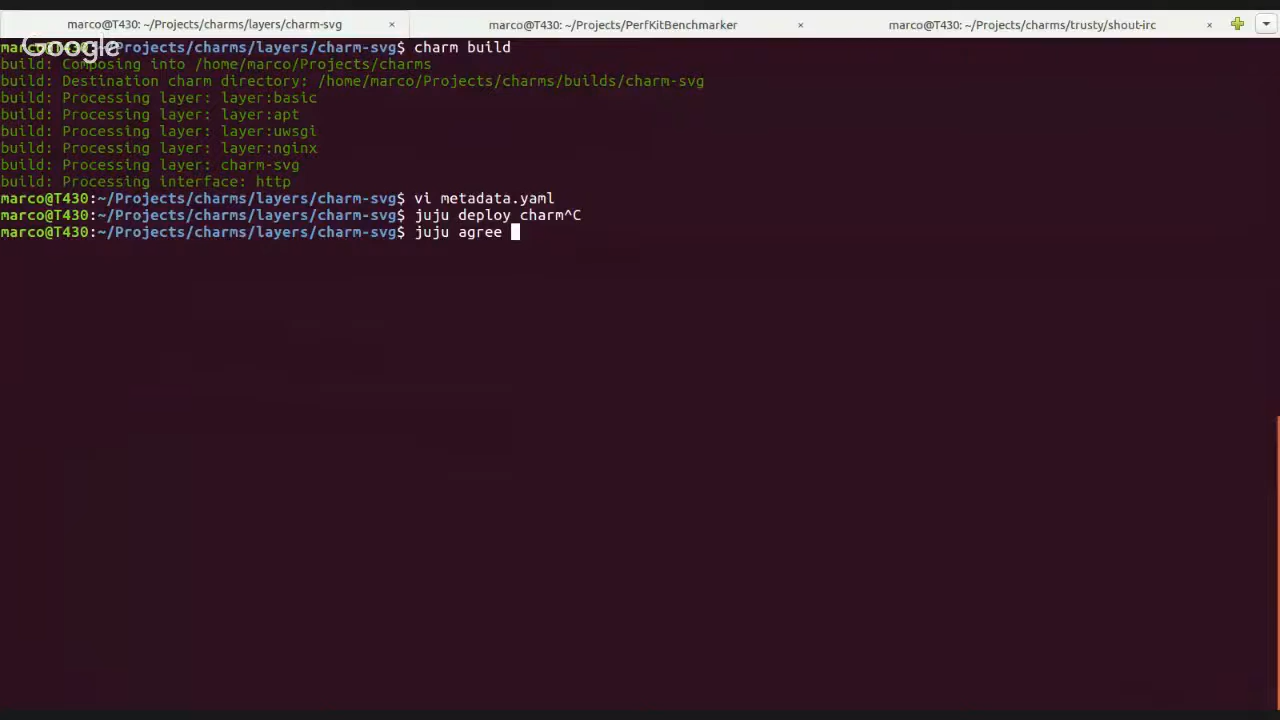 marco@T430: ~/Projects/charms/layers/charm-svg × marco@T430: ~/Projects/PerfKitBenchmarker × marco@T430: ~/Projects/charms/trusty/shout-irc ×
Google
marco@T430:~/Projects/charms/layers/charm-svg$ charm build
build: Composing into /home/marco/Projects/charms
build: Destination charm directory: /home/marco/Projects/charms/builds/charm-svg
build: Processing layer: layer:basic
build: Processing layer: layer:apt
build: Processing layer: layer:uwsgi
build: Processing layer: layer:nginx
build: Processing layer: charm-svg
build: Processing interface: http
marco@T430:~/Projects/charms/layers/charm-svg$ vi metadata.yaml
marco@T430:~/Projects/charms/layers/charm-svg$ juju deploy charm^C
marco@T430:~/Projects/charms/layers/charm-svg$ juju agree